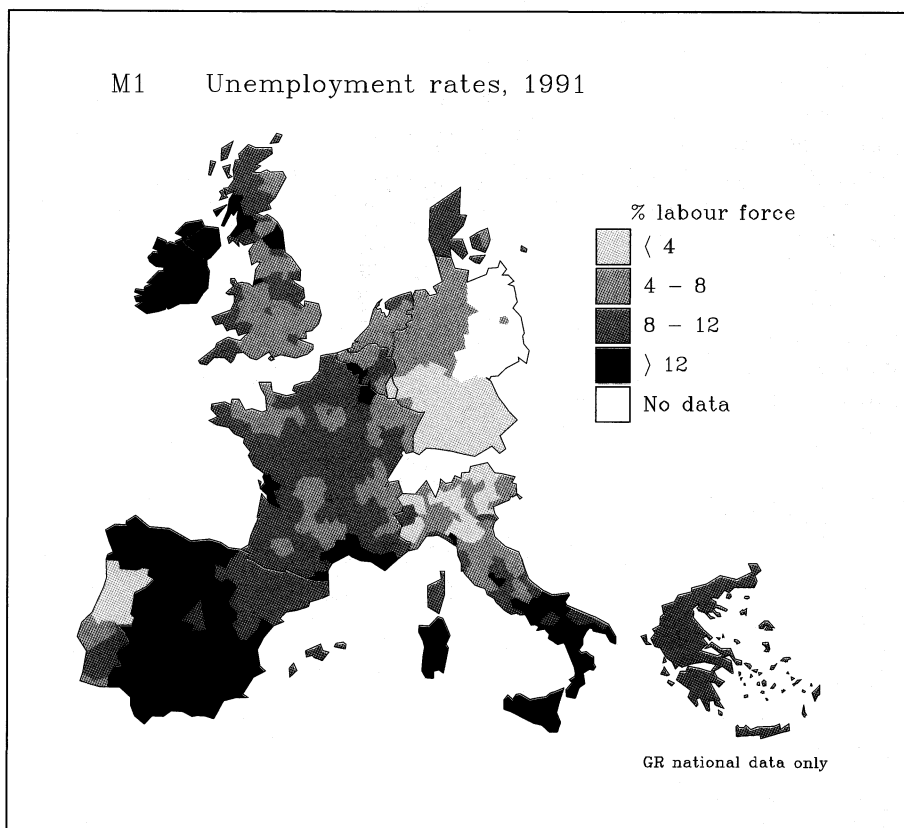 M1 Unemployment rates, 1991
% labour force
⟨ 4
4 – 8
8 – 12
⟩ 12
No data
GR national data only